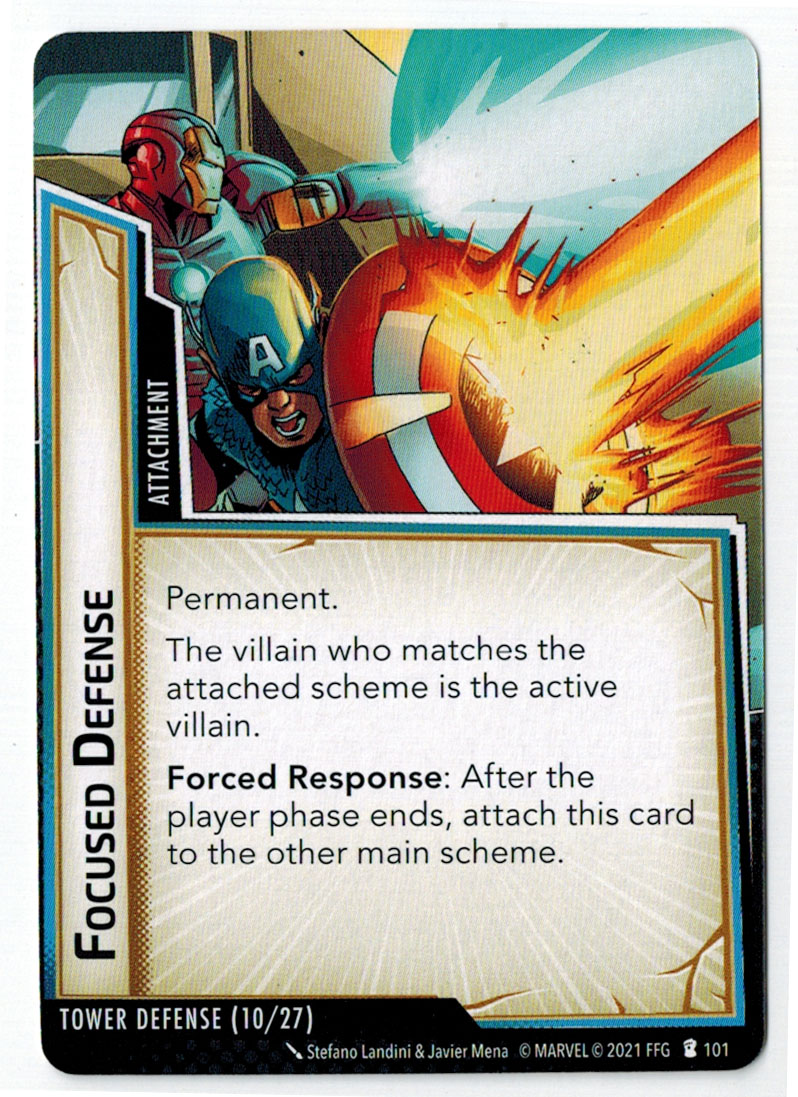 A
ATTACHMENT
FOCUSED DEFENSE
Permanent.
The villain who matches the
attached scheme is the active
villain.
Forced Response: After the
player phase ends, attach this card
to the other main scheme.
TOWER DEFENSE (10/27)
Stefano Landini & Javier Mena © MARVEL © 2021 FFG 101